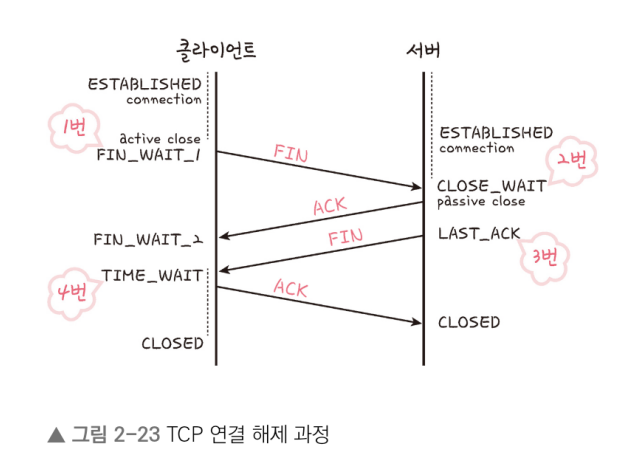 클라이언트
서버
ESTABLISHED
connection
1번
active close
FIN_WAIT_1
FIN
ESTABLISHED
connection
2번
CLOSE_WAIT
passive close
ACK
FIN_WAIT_2
FIN
LAST_ACK
3번
TIME_WAIT
4번
ACK
CLOSED
CLOSED
▲ 그림 2-23 TCP 연결 해제 과정